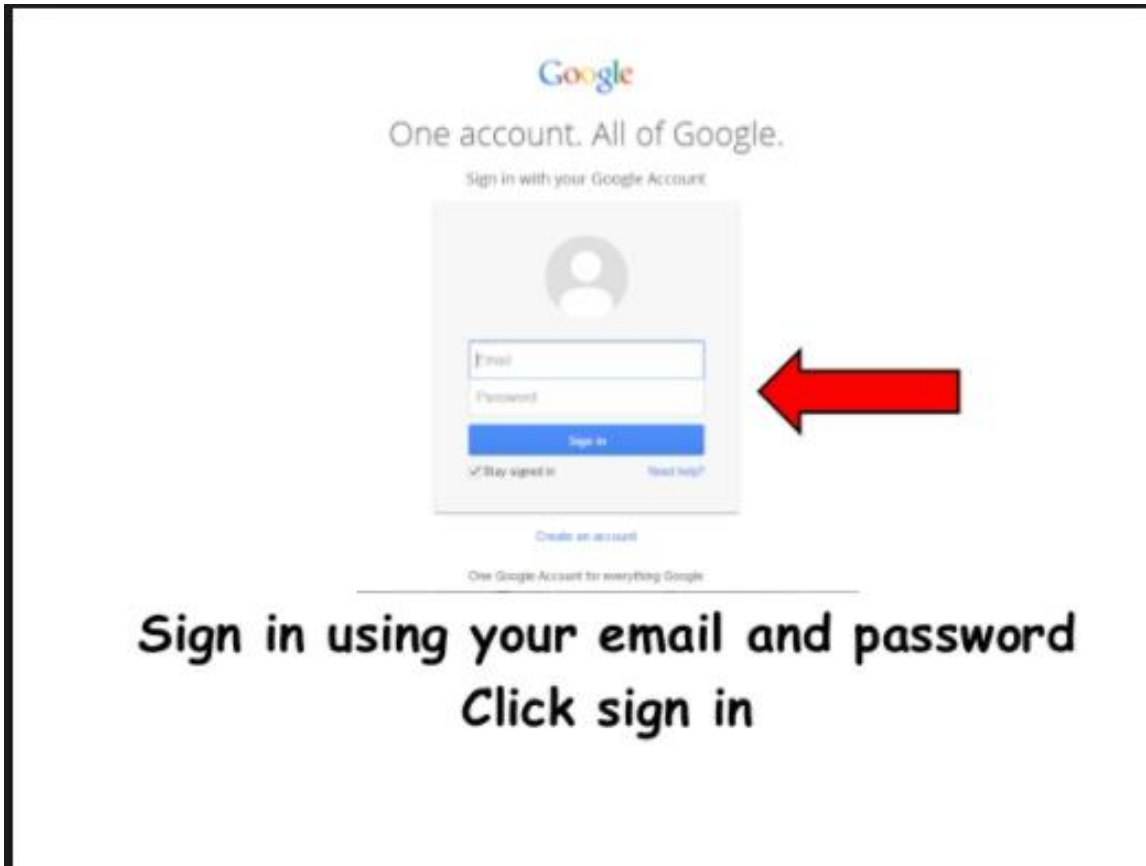 Google
One account. All of Google.
Sign in with your Google Account
Email
Password
Sign in
Stay signed in Need help?
Create an account
One Google Account for everything Google
Sign in using your email and password
Click sign in